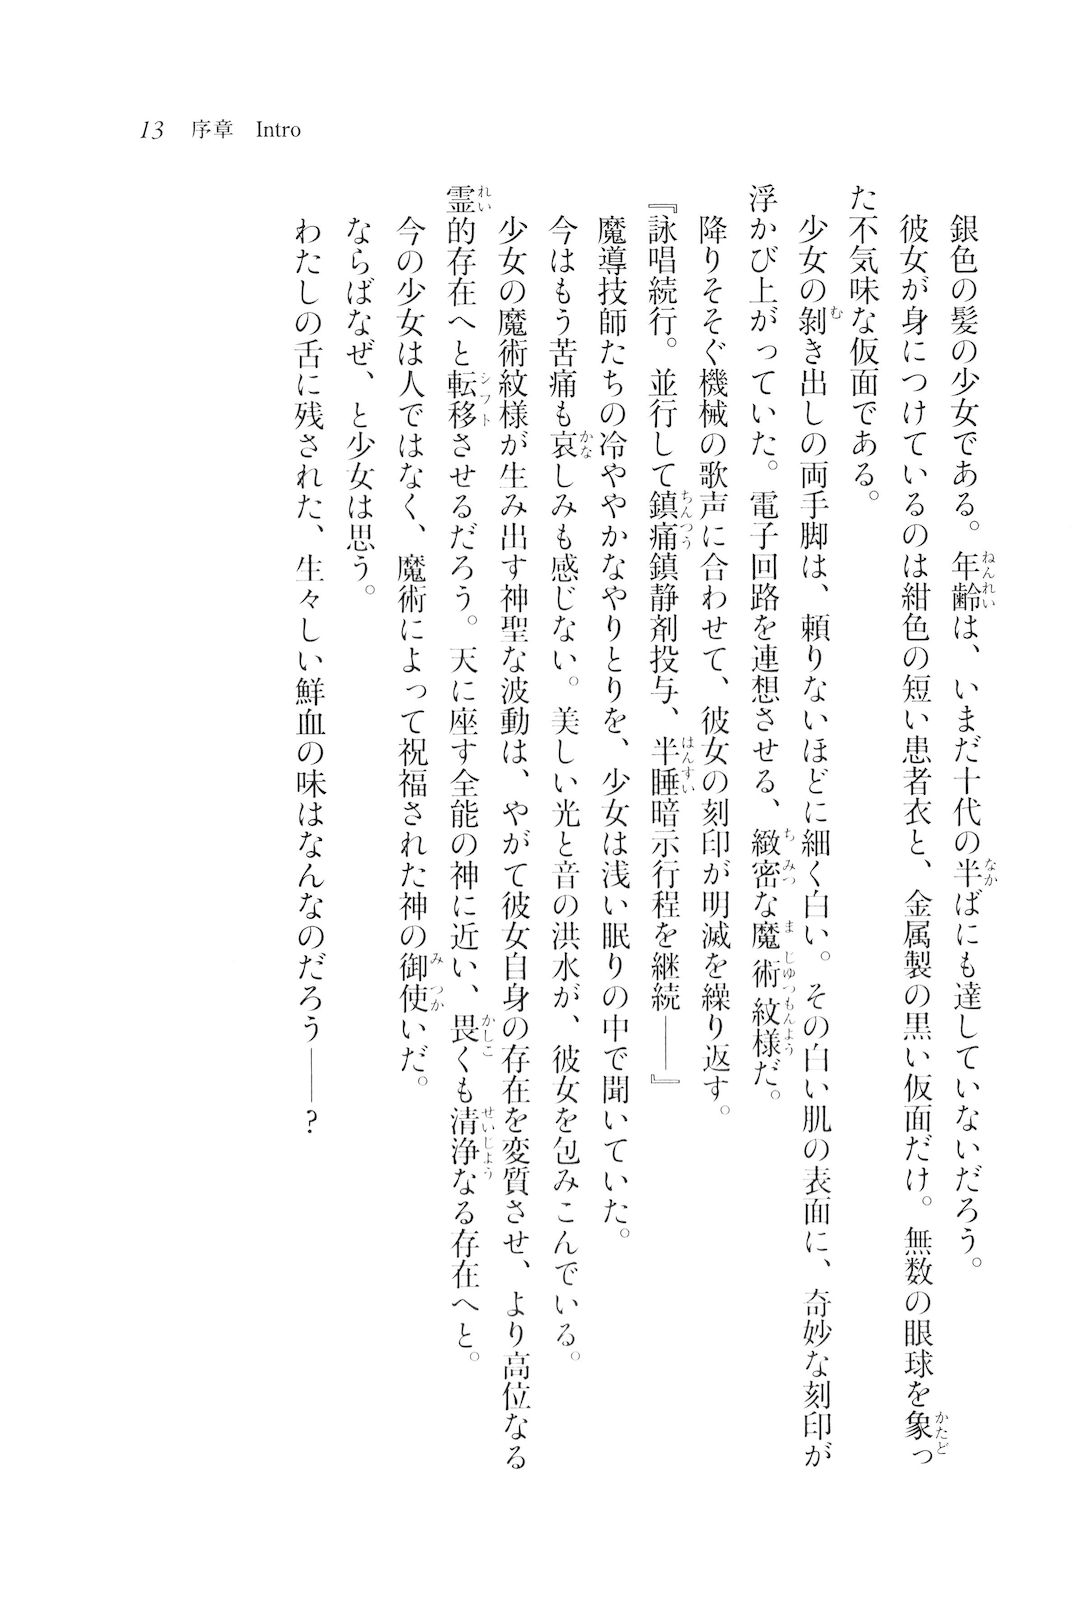 13 序章 Intro
銀色の髪の少女である。年齢は、いまだ十代の半ばにも達していないだろう。
彼女が身につけているのは紺色の短い患者衣と、金属製の黒い仮面だけ。無数の眼球を象っ
た不気味な仮面である。
少女の剝き出しの両手脚は、頼りないほどに細く白い。その白い肌の表面に、奇妙な刻印が
浮かび上がっていた。電子回路を連想させる、緻密な魔術紋様だ。
降りそそぐ機械の歌声に合わせて、彼女の刻印が明滅を繰り返す。
『詠唱続行。並行して鎮痛鎮静剤投与、半睡暗示行程を継続――』
魔導技師たちの冷ややかなやりとりを、少女は浅い眠りの中で聞いていた。
今はもう苦痛も哀しみも感じない。美しい光と音の洪水が、彼女を包みこんでいる。
少女の魔術紋様が生み出す神聖な波動は、やがて彼女自身の存在を変質させ、より高位なる
霊的存在へと転移させるだろう。天に座す全能の神に近い、畏くも清浄なる存在へと。
今の少女は人ではなく、魔術によって祝福された神の御使いだ。
ならばなぜ、と少女は思う。
わたしの舌に残された、生々しい鮮血の味はなんなのだろう――？